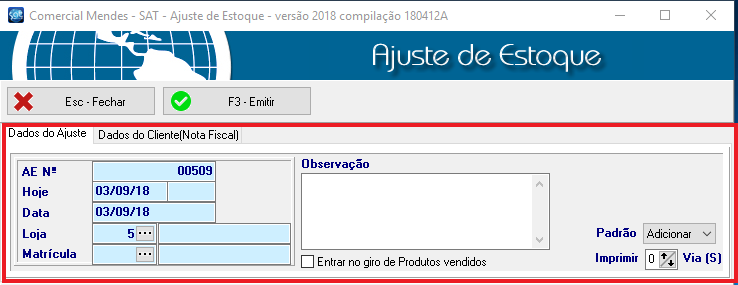 Comercial Mendes - SAT - Ajuste de Estoque - versão 2018 compilação 180412A
Ajuste de Estoque
Esc - Fechar
F3 - Emitir
Dados do Ajuste
Dados do Cliente(Nota Fiscal)
AE Nº 00509
Hoje 03/09/18
Data 03/09/18
Loja 5 ...
Matrícula ...
Observação
Entrar no giro de Produtos vendidos
Padrão Adicionar
Imprimir 0 Via (S)